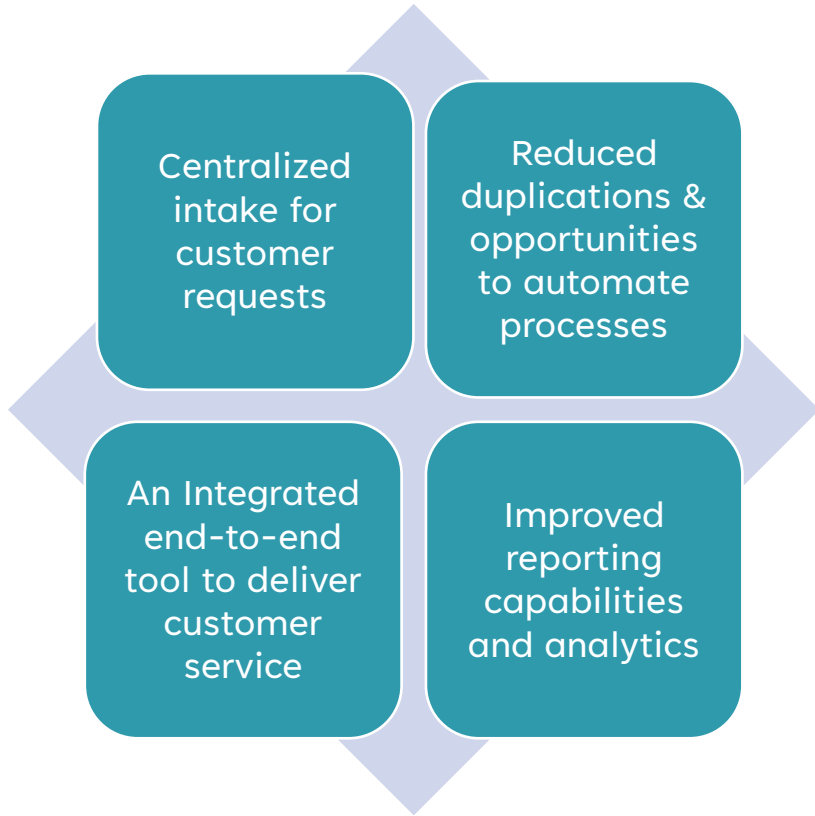 Centralized
intake for
customer
requests
Reduced
duplications &
opportunities
to automate
processes
An Integrated
end-to-end
tool to deliver
customer
service
Improved
reporting
capabilities
and analytics